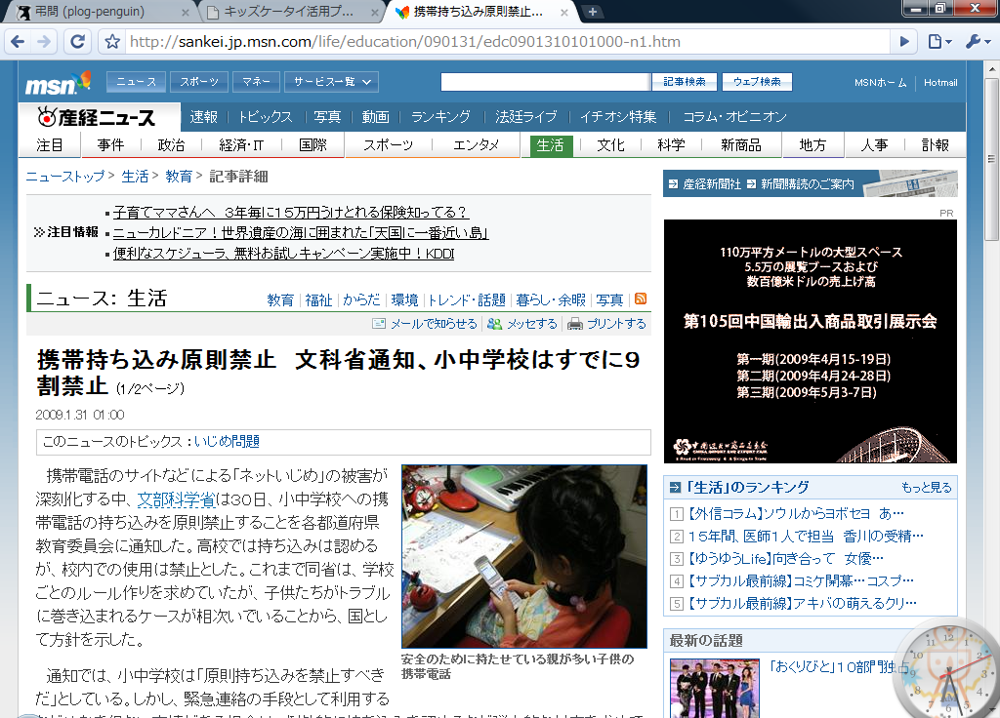 弔問 (plog-penguin)
キッズケータイ活用プ...
携帯持ち込み原則禁止...
http://sankei.jp.msn.com/life/education/090131/edc0901310101000-n1.htm
msn
ニュース
スポーツ
マネー
サービス一覧
記事検索
ウェブ検索
MSNホーム
Hotmail
産経ニュース
速報
トピックス
写真
動画
ランキング
法廷ライブ
イチオシ特集
コラム・オピニオン
注目
事件
政治
経済・IT
国際
スポーツ
エンタメ
生活
文化
科学
新商品
地方
人事
訃報
ニューストップ> 生活> 教育> 記事詳細
≫注目情報
子育てママさんへ 3年毎に15万円うけとれる保険知ってる?
ニューカレドニア!世界遺産の海に囲まれた「天国に一番近い島」
便利なスケジューラ、無料お試しキャンペーン実施中!KDDI
ニュース: 生活
教育
福祉
からだ
環境
トレンド・話題
暮らし・余暇
写真
メールで知らせる
メッセする
プリントする
携帯持ち込み原則禁止 文科省通知、小中学校はすでに9
割禁止 (1/2ページ)
2009.1.31 01:00
このニュースのトピックス:いじめ問題
携帯電話のサイトなどによる「ネットいじめ」の被害が
深刻化する中、文部科学省は30日、小中学校への携
帯電話の持ち込みを原則禁止することを各都道府県
教育委員会に通知した。高校では持ち込みは認める
が、校内での使用は禁止とした。これまで同省は、学校
ごとのルール作りを求めていたが、子供たちがトラブル
に巻き込まれるケースが相次いでいることから、国とし
て方針を示した。
通知では、小中学校は「原則持ち込みを禁止すべき
だ」としている。しかし、緊急連絡の手段として利用する
安全のために持たせている親が多い子供の
携帯電話
産経新聞社
新聞購読のご案内
PR
110万平方メートルの大型スペース
5.5万の展覧ブースおよび
数百億米ドルの売上げ高
第105回中国輸出入商品取引展示会
第一期(2009年4月15-19日)
第二期(2009年4月24-28日)
第三期(2009年5月3-7日)
「生活」のランキング
もっと見る
1 【外信コラム】ソウルからヨボセヨ あ…
2 15年間、医師1人で担当 香川の受精…
3 【ゆうゆうLife】向き合って 女優…
4 【サブカル最前線】コミケ開幕…コスプ…
5 【サブカル最前線】アキバの萌えるクリ…
最新の話題
「おくりびと」10部門独占